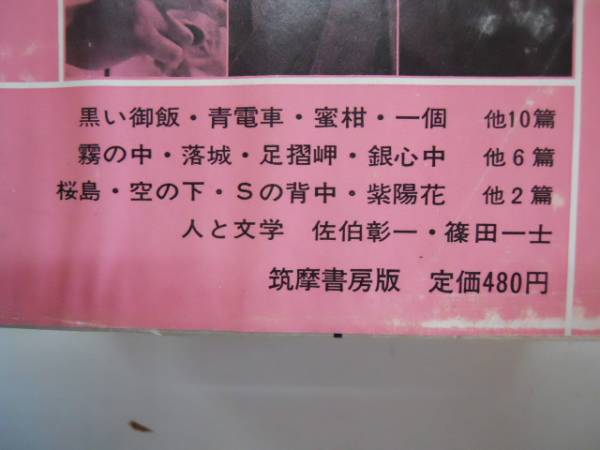 黒い御飯・青電車・蜜柑・一個 他10篇
霧の中・落城・足摺岬・銀心中 他6篇
桜島・空の下・Sの背中・紫陽花 他2篇
人と文学 佐伯彰一・篠田一士
筑摩書房版 定価480円